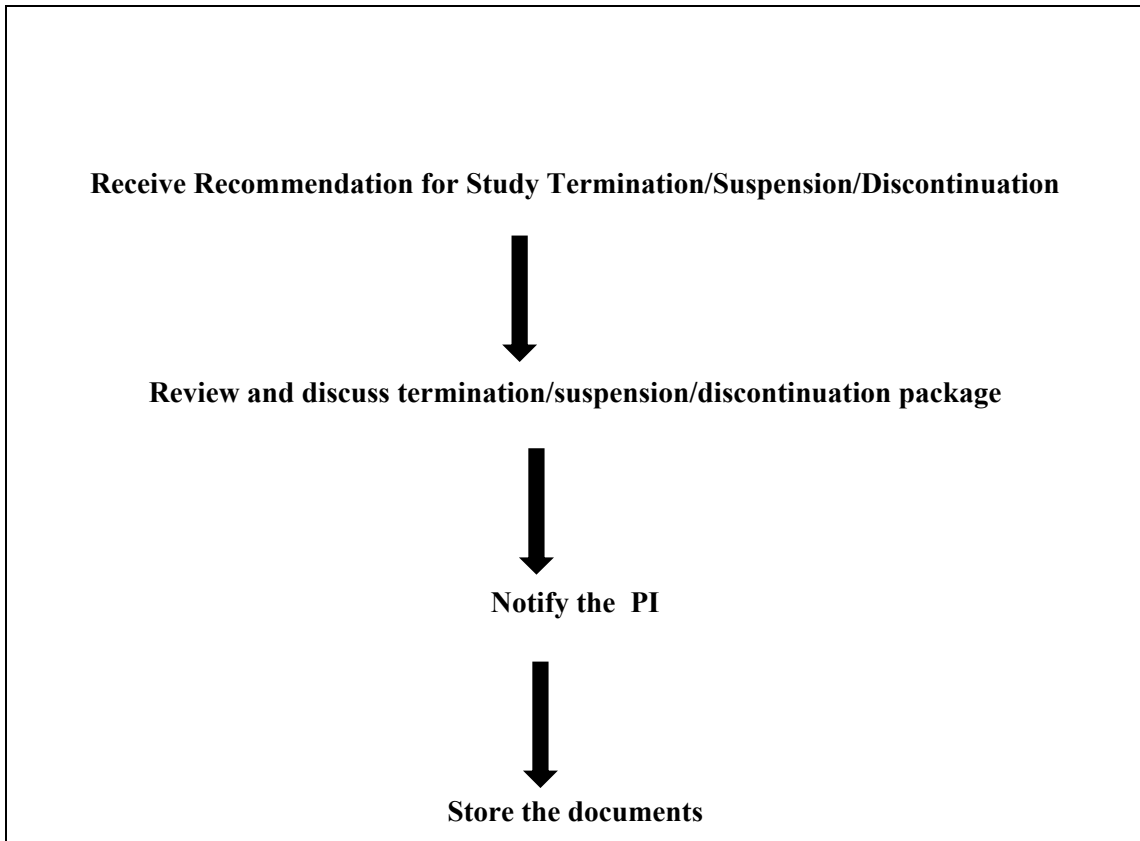 Receive Recommendation for Study Termination/Suspension/Discontinuation
Review and discuss termination/suspension/discontinuation package
Notify the  PI
Store the documents